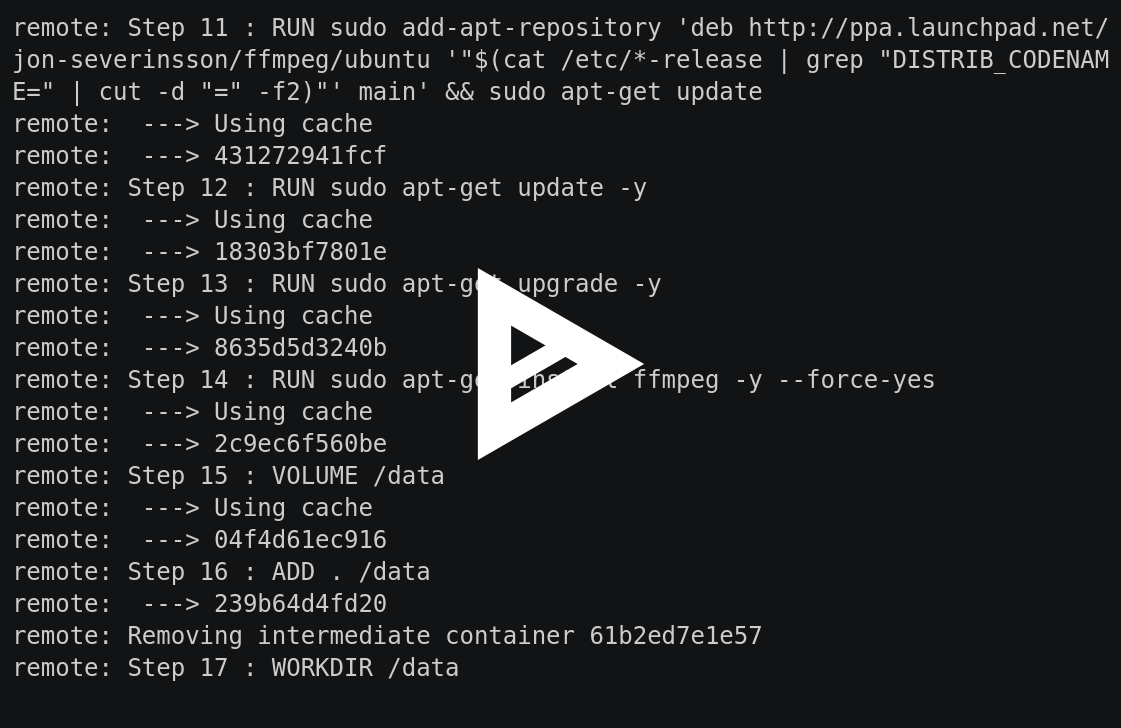 remote: Step 11 : RUN sudo add-apt-repository 'deb http://ppa.launchpad.net/
jon-severinsson/ffmpeg/ubuntu '"$(cat /etc/*-release | grep "DISTRIB_CODENAM
E=" | cut -d "=" -f2)"' main' && sudo apt-get update
remote:  ---> Using cache
remote:  ---> 431272941fcf
remote: Step 12 : RUN sudo apt-get update -y
remote:  ---> Using cache
remote:  ---> 18303bf7801e
remote: Step 13 : RUN sudo apt-get upgrade -y
remote:  ---> Using cache
remote:  ---> 8635d5d3240b
remote: Step 14 : RUN sudo apt-get install ffmpeg -y --force-yes
remote:  ---> Using cache
remote:  ---> 2c9ec6f560be
remote: Step 15 : VOLUME /data
remote:  ---> Using cache
remote:  ---> 04f4d61ec916
remote: Step 16 : ADD . /data
remote:  ---> 239b64d4fd20
remote: Removing intermediate container 61b2ed7e1e57
remote: Step 17 : WORKDIR /data